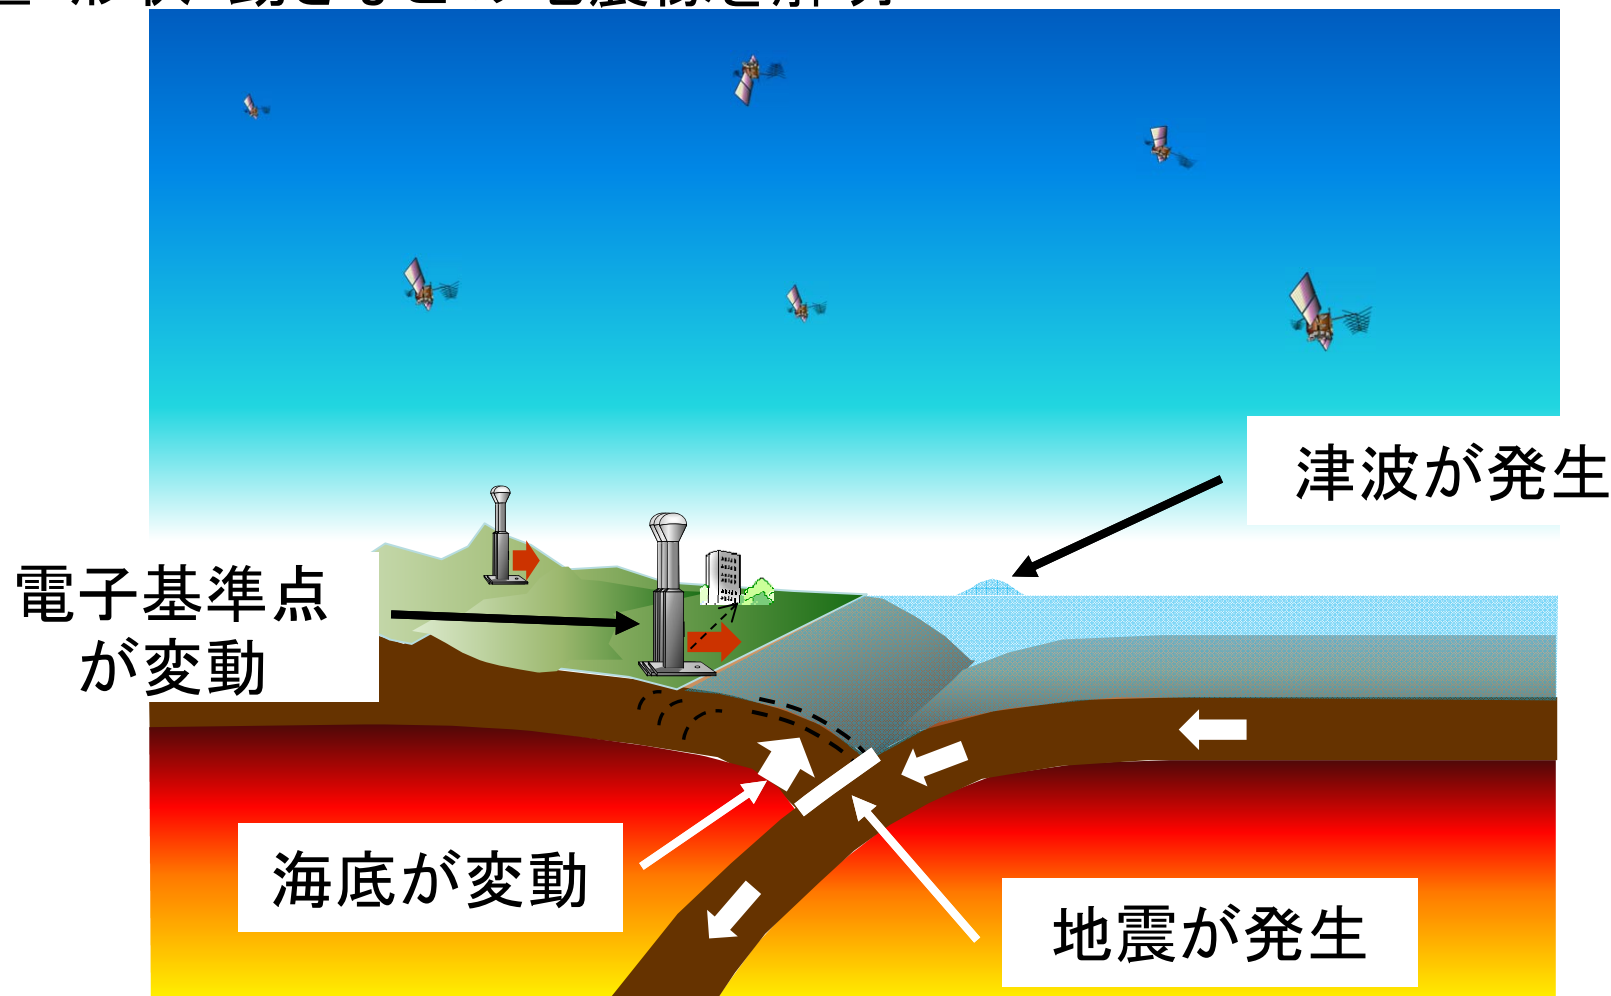 津波が発生
電子基準点
が変動
海底が変動
地震が発生